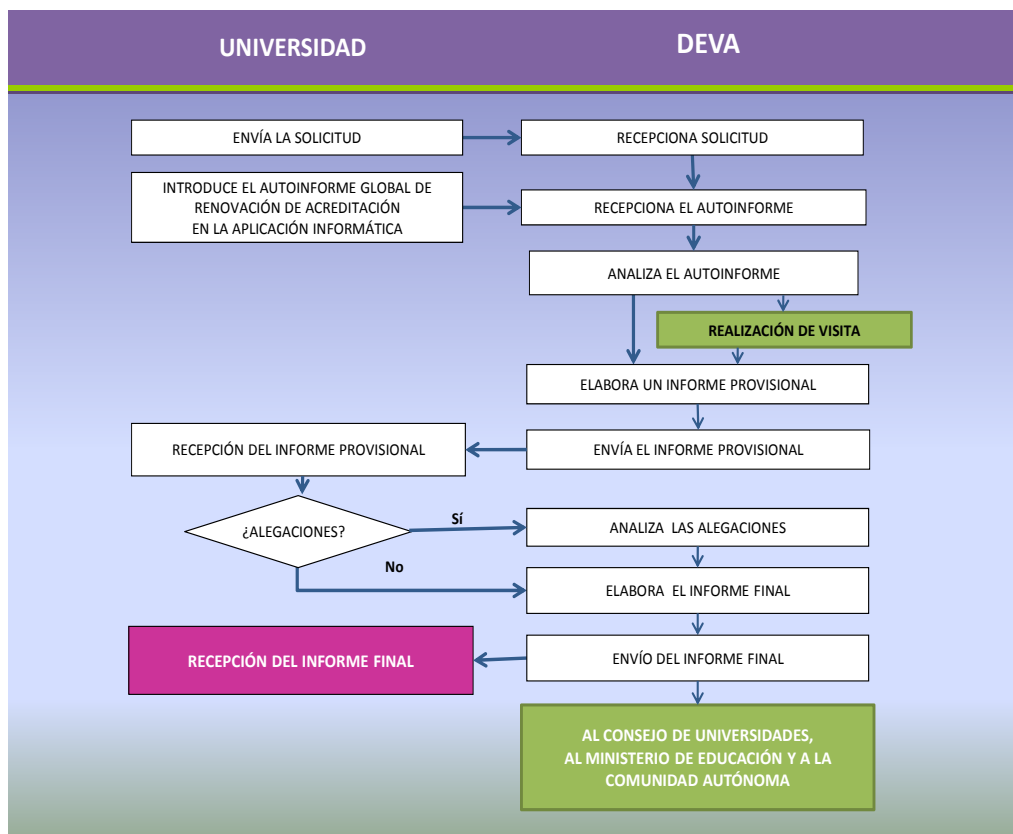 UNIVERSIDAD
DEVA
ENVÍA LA SOLICITUD
RECEPCIONA SOLICITUD
INTRODUCE EL AUTOINFORME GLOBAL DE
RENOVACIÓN DE ACREDITACIÓN
EN LA APLICACIÓN INFORMÁTICA
RECEPCIONA EL AUTOINFORME
ANALIZA EL AUTOINFORME
REALIZACIÓN DE VISITA
ELABORA UN INFORME PROVISIONAL
RECEPCIÓN DEL INFORME PROVISIONAL
ENVÍA EL INFORME PROVISIONAL
¿ALEGACIONES?
Sí
ANALIZA LAS ALEGACIONES
No
ELABORA EL INFORME FINAL
RECEPCIÓN DEL INFORME FINAL
ENVÍO DEL INFORME FINAL
AL CONSEJO DE UNIVERSIDADES,
AL MINISTERIO DE EDUCACIÓN Y A LA
COMUNIDAD AUTÓNOMA